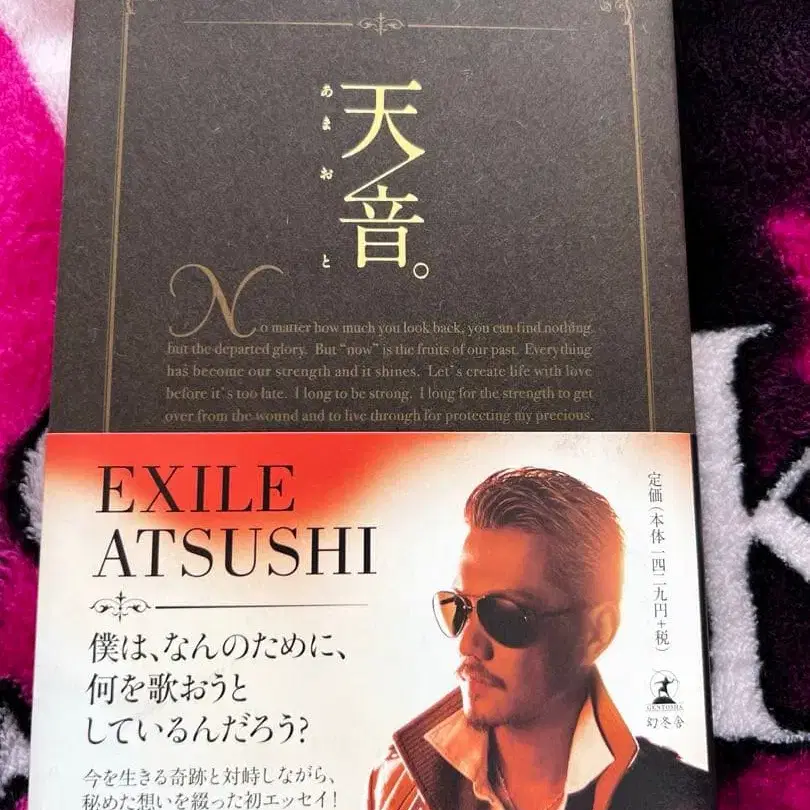 天音。
あまおと
No matter how much you look back, you can find nothing
but the departed glory. But “now” is the fruits of our past. Everything
has become our strength and it shines. Let’s create life with love
before it’s too late. I long to be strong. I long for the strength to get
over from the wound and to live through for protecting my precious.
EXILE
ATSUSHI
僕は、なんのために、
何を歌おうと
しているんだろう?
今を生きる奇跡と対峙しながら、
秘めた想いを綴った初エッセイ!
定価(本体一四二九円+税)
GENTOSHA
幻冬舎
k